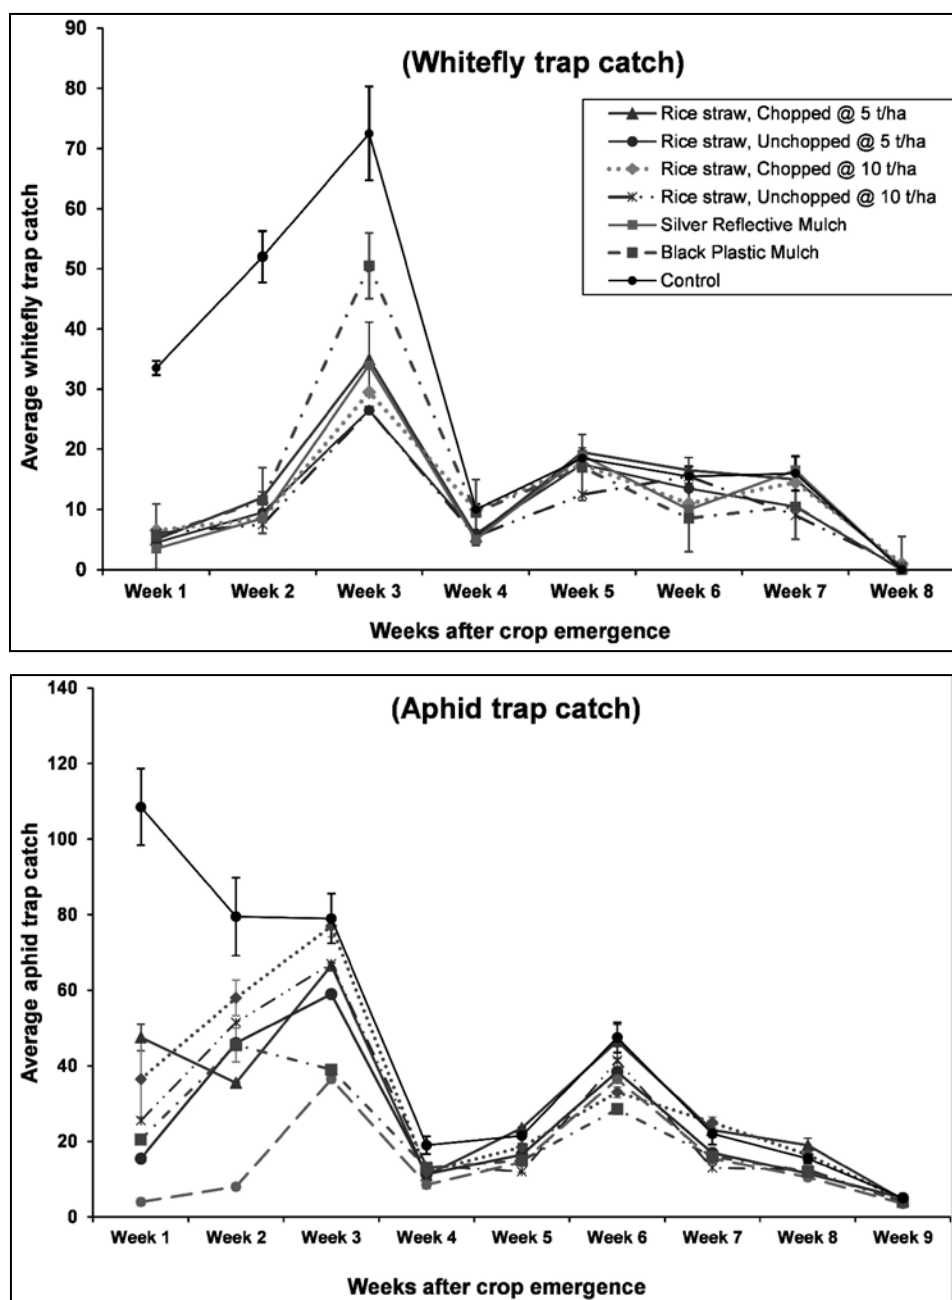 (Whitefly trap catch)
90
80
70
60
50
40
30
20
10
0
Average whitefly trap catch
Rice straw, Chopped @ 5 t/ha
Rice straw, Unchopped @ 5 t/ha
Rice straw, Chopped @ 10 t/ha
Rice straw, Unchopped @ 10 t/ha
Silver Reflective Mulch
Black Plastic Mulch
Control
Week 1 Week 2 Week 3 Week 4 Week 5 Week 6 Week 7 Week 8
Weeks after crop emergence
(Aphid trap catch)
140
120
100
80
60
40
20
0
Average aphid trap catch
Week 1 Week 2 Week 3 Week 4 Week 5 Week 6 Week 7 Week 8 Week 9
Weeks after crop emergence